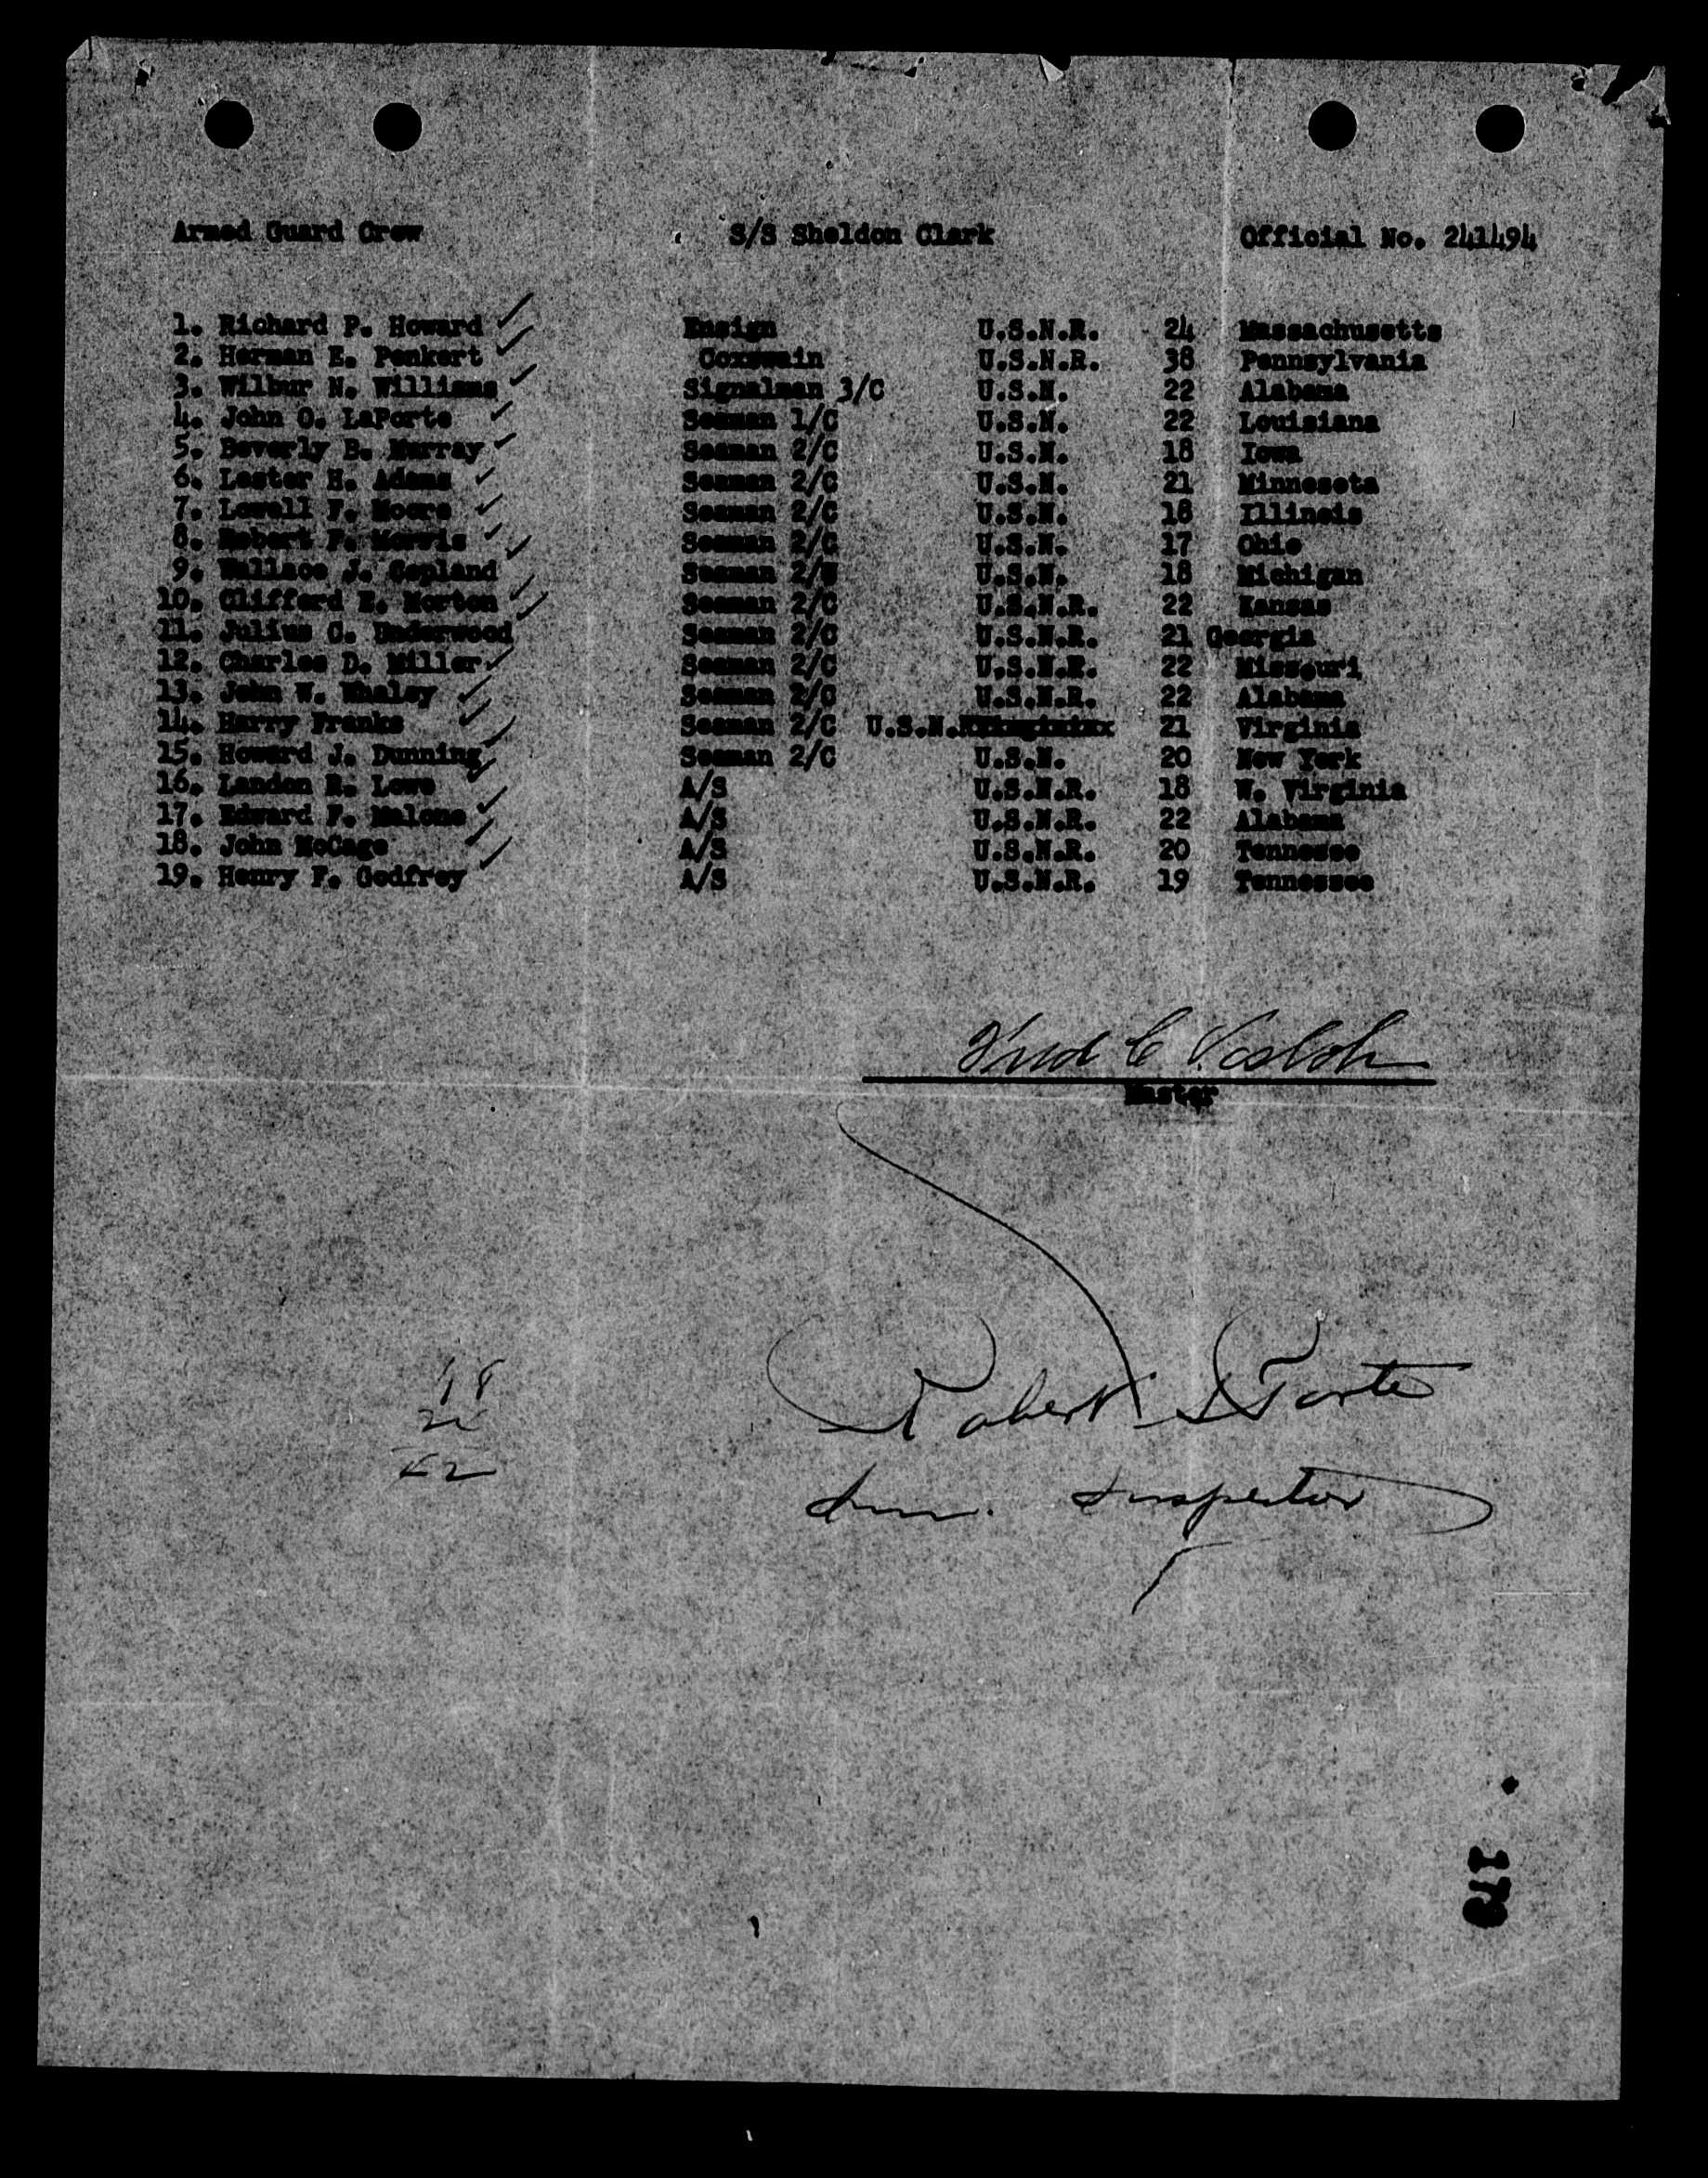 Armed Guard Crew S/S Sheldon Clark Official No. 241494
1. Richard P. Howard Ensign U.S.N.R. 24 Massachusetts
2. Herman E. Penkert Coxswain U.S.N.R. 38 Pennsylvania
3. Wilbur N. Williams Signalman 3/C U.S.N. 22 Alabama
4. John O. LaPorte Seaman 1/C U.S.N. 22 Louisiana
5. Beverly B. Murray Seaman 2/C U.S.N. 18 Iowa
6. Lester H. Adams Seaman 2/C U.S.N. 21 Minnesota
7. Lowell F. Moore Seaman 2/C U.S.N. 18 Illinois
8. Robert F. Morris Seaman 2/C U.S.N. 17 Ohio
9. Wallace J. Copland Seaman U.S.N. 18 Michigan
10. Clifford E. Morton Seaman 2/C U.S.N.R. 22 Kansas
11. Julius C. Underwood Seaman 2/C U.S.N.R. 21 Georgia
12. Charles D. Miller Seaman 2/C U.S.N.R. 22 Missouri
13. John W. Whaley Seaman 2/C U.S.N.R. 22 Alabama
14. Harry Franks Seaman 2/C U.S.N. 21 Virginia
15. Howard J. Dunning Seaman 2/C U.S.N. 20 New York
16. Landon R. Lowe A/S U.S.N.R. 18 W. Virginia
17. Edward F. Malone A/S U.S.N.R. 22 Alabama
18. John McCage A/S U.S.N.R. 20 Tennessee
19. Henry F. Godfrey A/S U.S.N.R. 19 Tennessee
Fred C
Master
Robert
Imm. Inspector